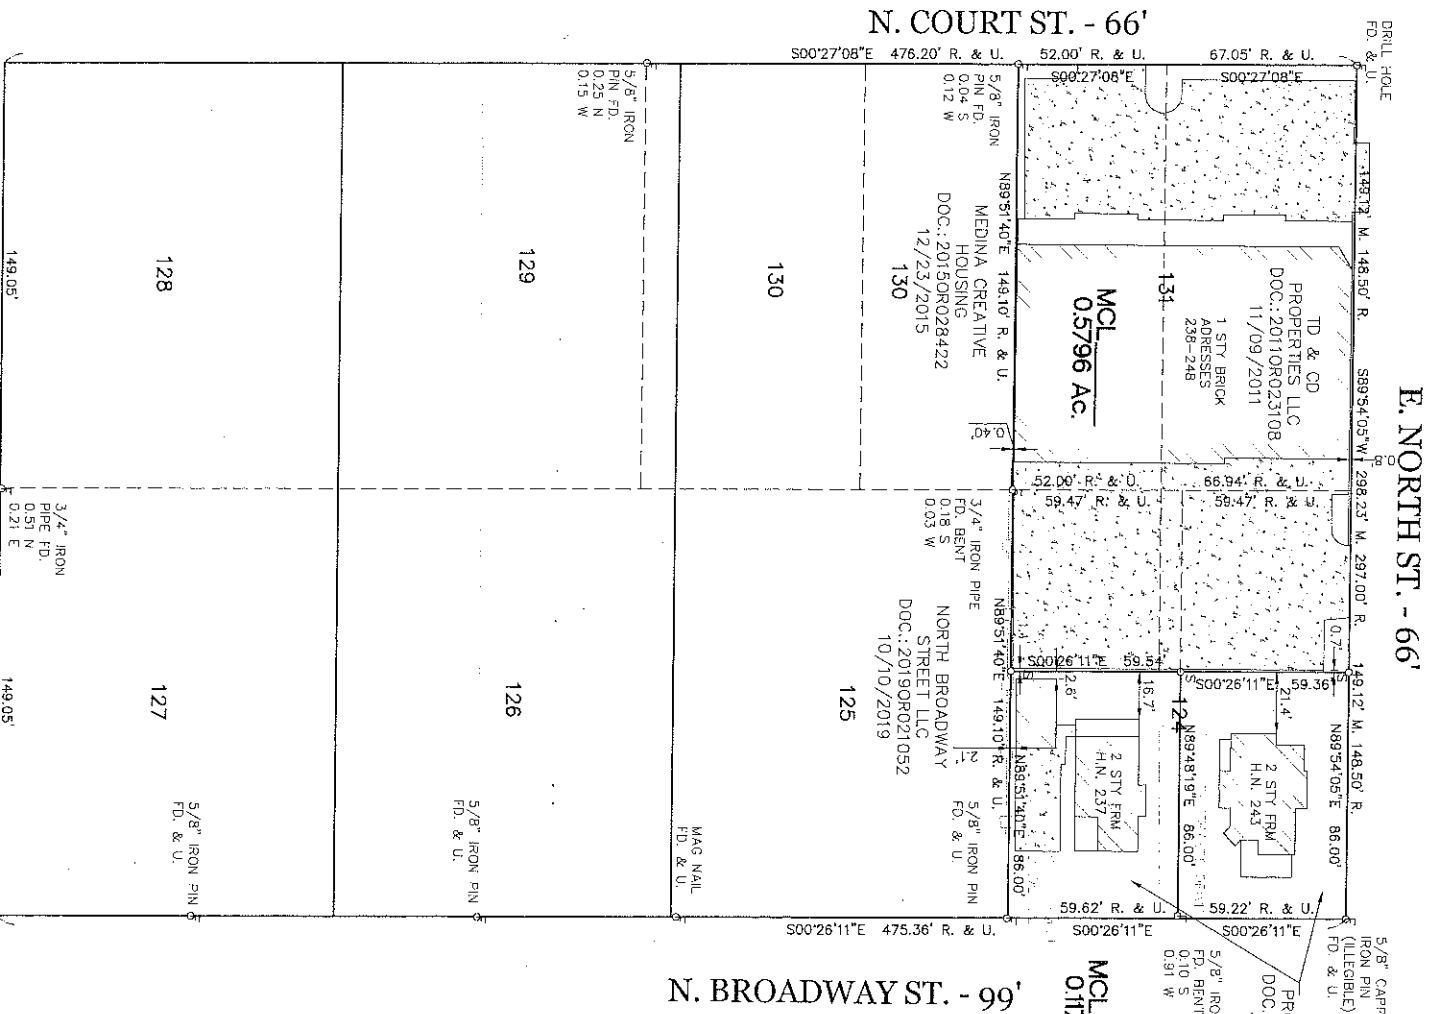 N. COURT ST. - 66'
DRILL HOLE
FD. & U.
S00°27'08"E 476.20' R. & U.
52.00' R. & U.
67.05' R. & U.
S00°27'08"E
S00°27'08"E
5/8" IRON
PIN FD.
0.25 N
0.15 W
5/8" IRON
PIN FD.
0.04 S
0.12 W
149.12' M. 148.50' R.
S89°54'05"W 298.23' M. 297.00' R.
E. NORTH ST. - 66'
N89°51'40"E 149.10' R. & U.
MEDINA CREATIVE
HOUSING
DOC.: 2015OR028422
12/23/2015
130
130
129
128
149.05'
131
MCL
0.5796 Ac.
TD & CD
PROPERTIES LLC
DOC.: 2011OR023108
11/09/2011
1 STY BRICK
ADRESSES
238-248
0.40'
0.8'
52.00' R. & U.
66.94' R. & U.
59.47' R. & U.
59.47' R. & U.
3/4" IRON
PIPE FD.
0.51 N
0.21 E
3/4" IRON PIPE
FD. BENT
0.18 S
0.03 W
0.7'
S00°26'11"E 59.54'
S00°26'11"E 59.36'
149.12' M. 148.50' R.
N89°51'40"E 149.10' R. & U.
NORTH BROADWAY
STREET LLC
DOC.: 2019OR021052
10/10/2019
125
126
127
149.05'
16.7'
21.4'
2.1'
124
N89°48'19"E 86.00'
N89°54'05"E 86.00'
N89°51'40"E 86.00'
2 STY FRM
H.N. 237
2 STY FRM
H.N. 243
5/8" IRON PIN
FD. & U.
5/8" IRON PIN
FD. & U.
MAG NAIL
FD. & U.
5/8" IRON PIN
FD. & U.
59.62' R. & U.
59.22' R. & U.
S00°26'11"E 475.36' R. & U.
S00°26'11"E
S00°26'11"E
5/8" CAPP
IRON PIN
(ILLEGIBLE)
FD. & U.
5/8" IRO
FD. BENT
0.10 S
0.91 W
DOC.
MCL
N. BROADWAY ST. - 99'